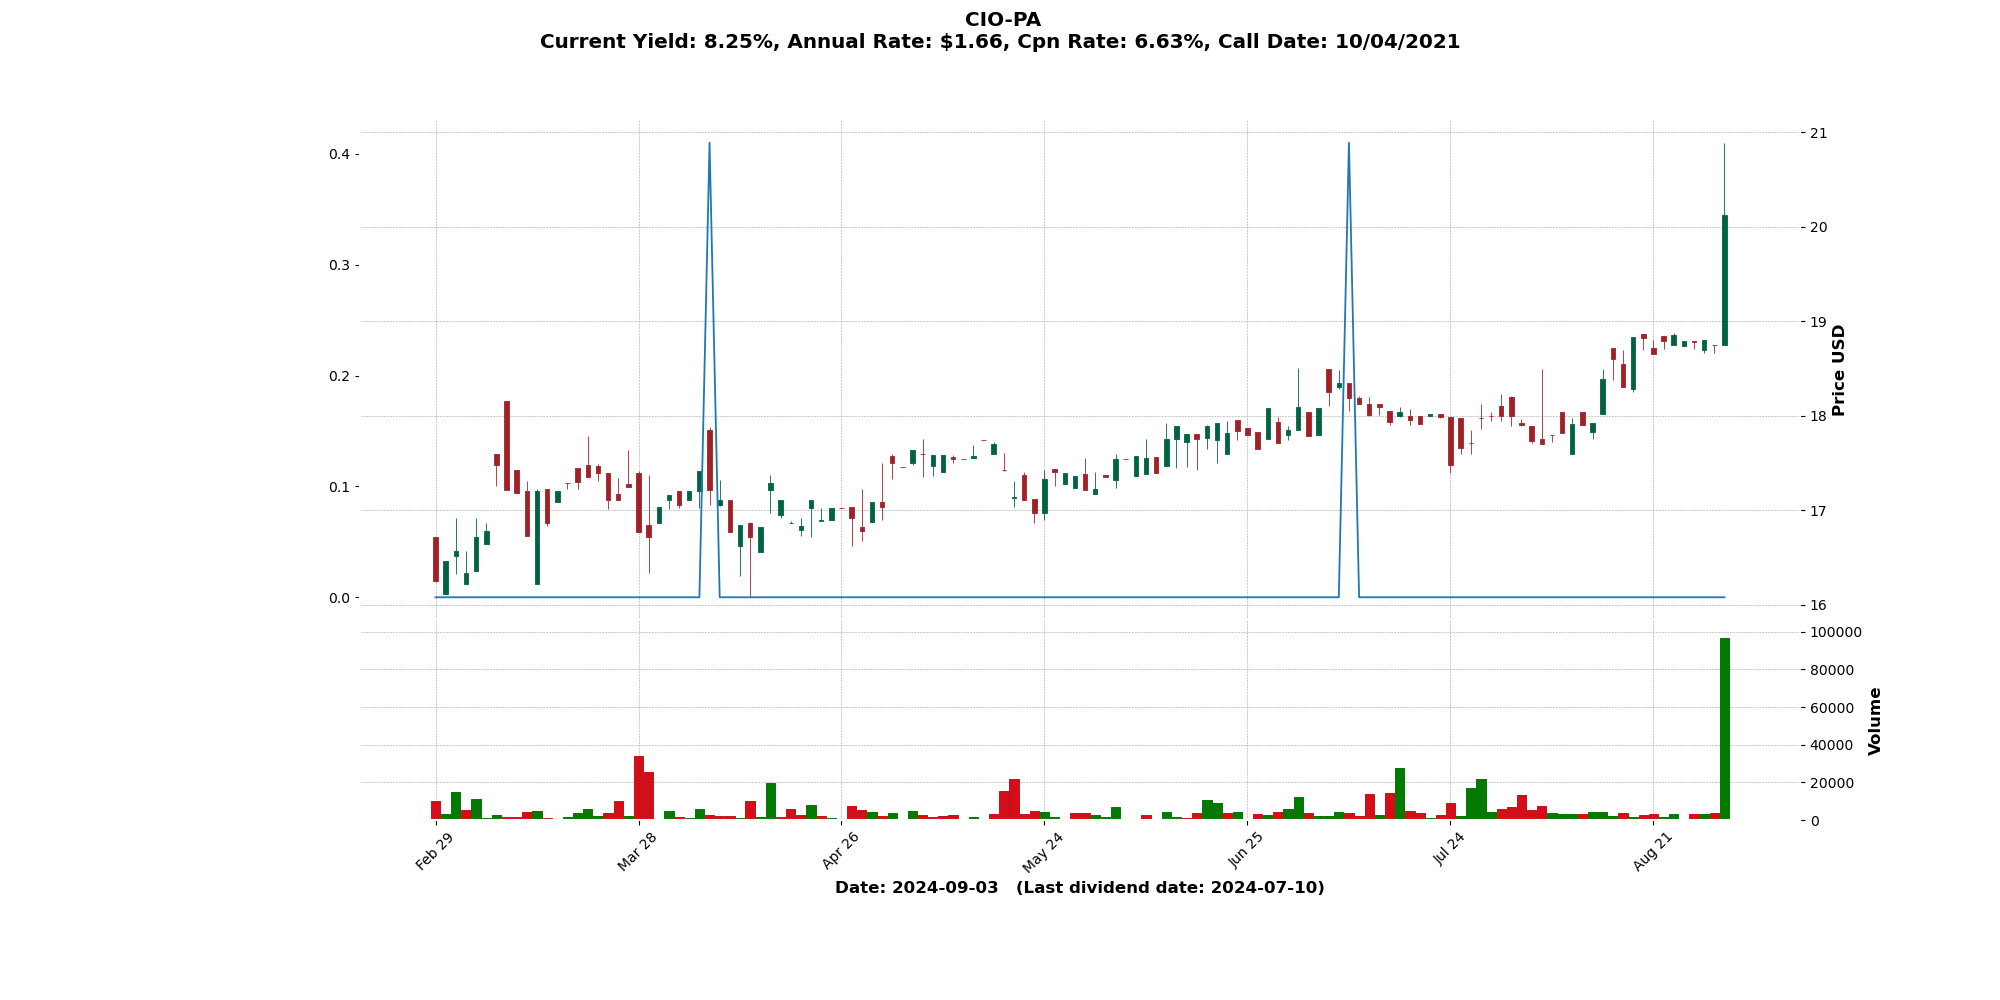 CIO-PA
Current Yield: 8.25%, Annual Rate: $1.66, Cpn Rate: 6.63%, Call Date: 10/04/2021
0.4
0.3
0.2
0.1
0.0
21
20
19
18
17
16
Price USD
100000
80000
60000
40000
20000
0
Volume
Feb 29
Mar 28
Apr 26
May 24
Jun 25
Jul 24
Aug 21
Date: 2024-09-03   (Last dividend date: 2024-07-10)